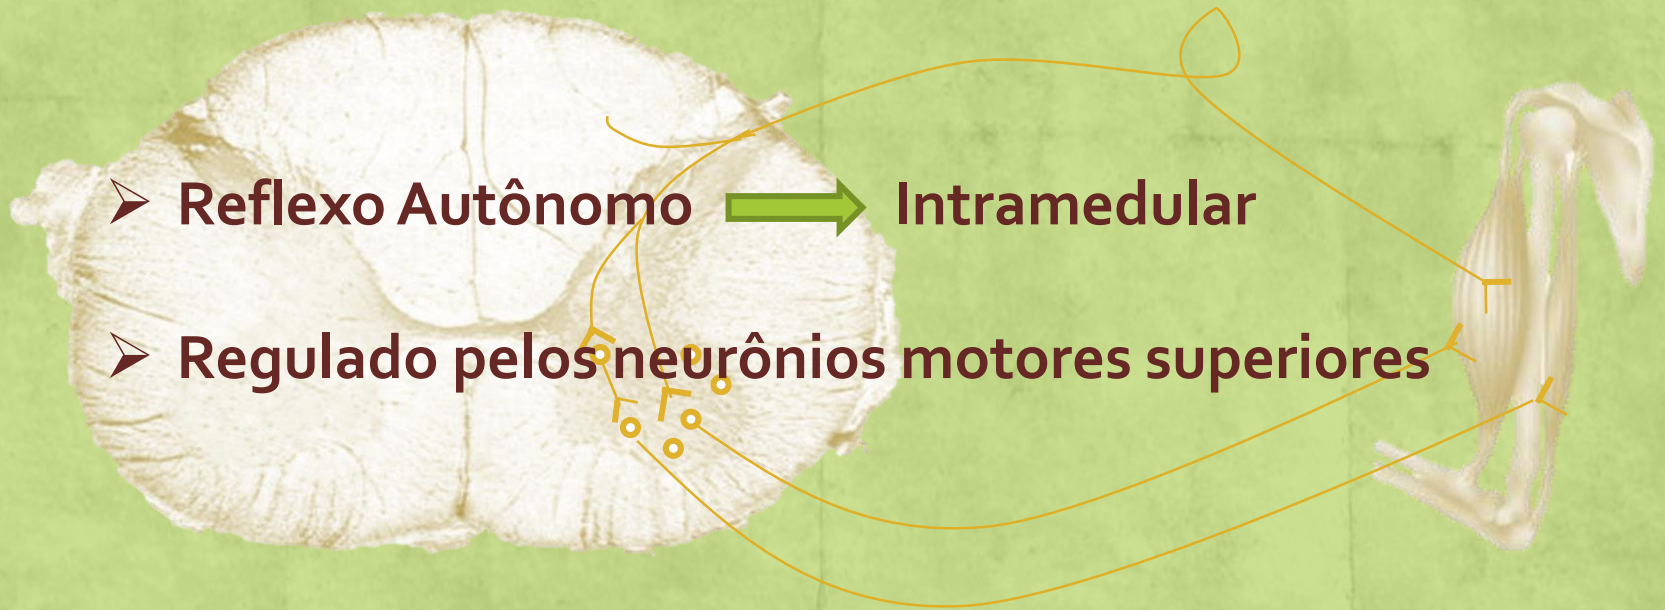 ➢ Reflexo Autônomo Intramedular
➢ Regulado pelos neurônios motores superiores